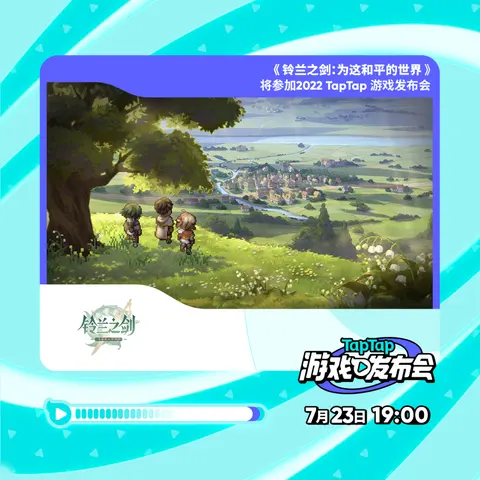 《铃兰之剑:为这和平的世界》
将参加2022 TapTap 游戏发布会
铃兰之剑
TapTap
游戏发布会
7月23日 19:00